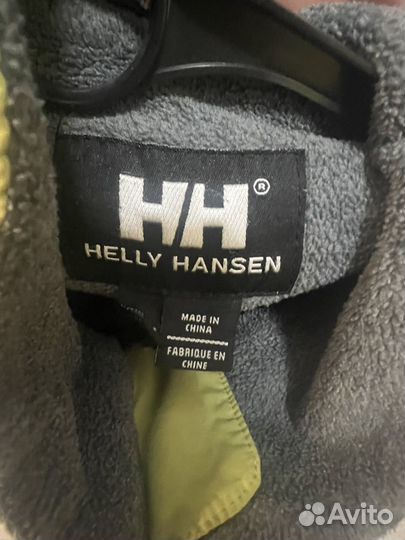 HH®
HELLY HANSEN
MADE IN
CHINA
FABRIQUE EN
CHINE
Avito